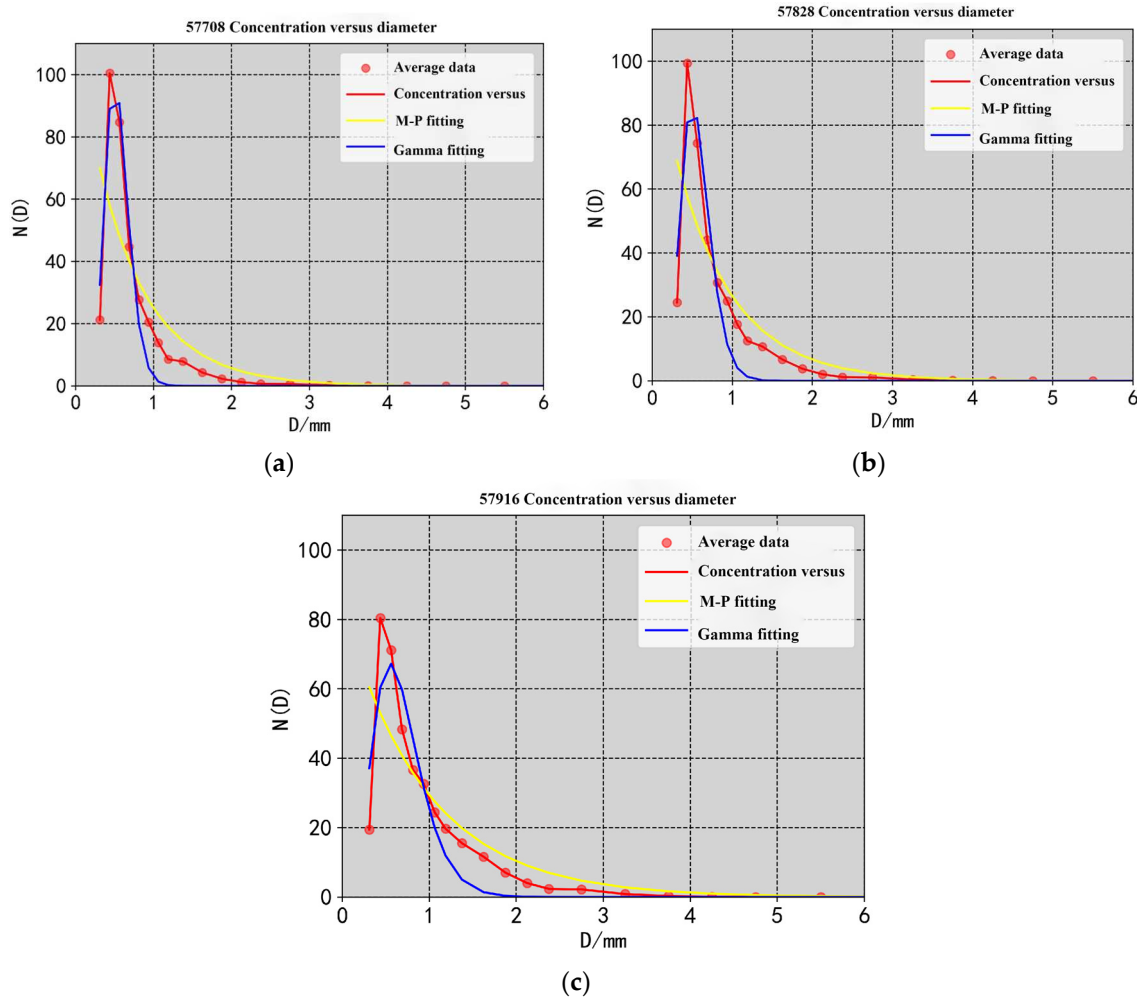 57708 Concentration versus diameter
100
80
60
40
20
0
N(D)
Average data
Concentration versus
M-P fitting
Gamma fitting
0 1 2 3 4 5 6
D/mm
(a)
57828 Concentration versus diameter
100
80
60
40
20
0
N(D)
Average data
Concentration versus
M-P fitting
Gamma fitting
0 1 2 3 4 5 6
D/mm
(b)
57916 Concentration versus diameter
100
80
60
40
20
0
N(D)
Average data
Concentration versus
M-P fitting
Gamma fitting
0 1 2 3 4 5 6
D/mm
(c)